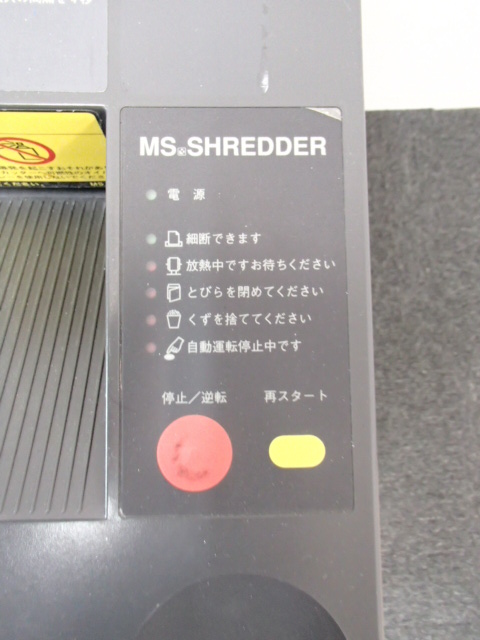 MS SHREDDER
電 源
細断できます
放熱中ですお待ちください
とびらを閉めてください
くずを捨ててください
自動運転停止中です
停止／逆転 再スタート